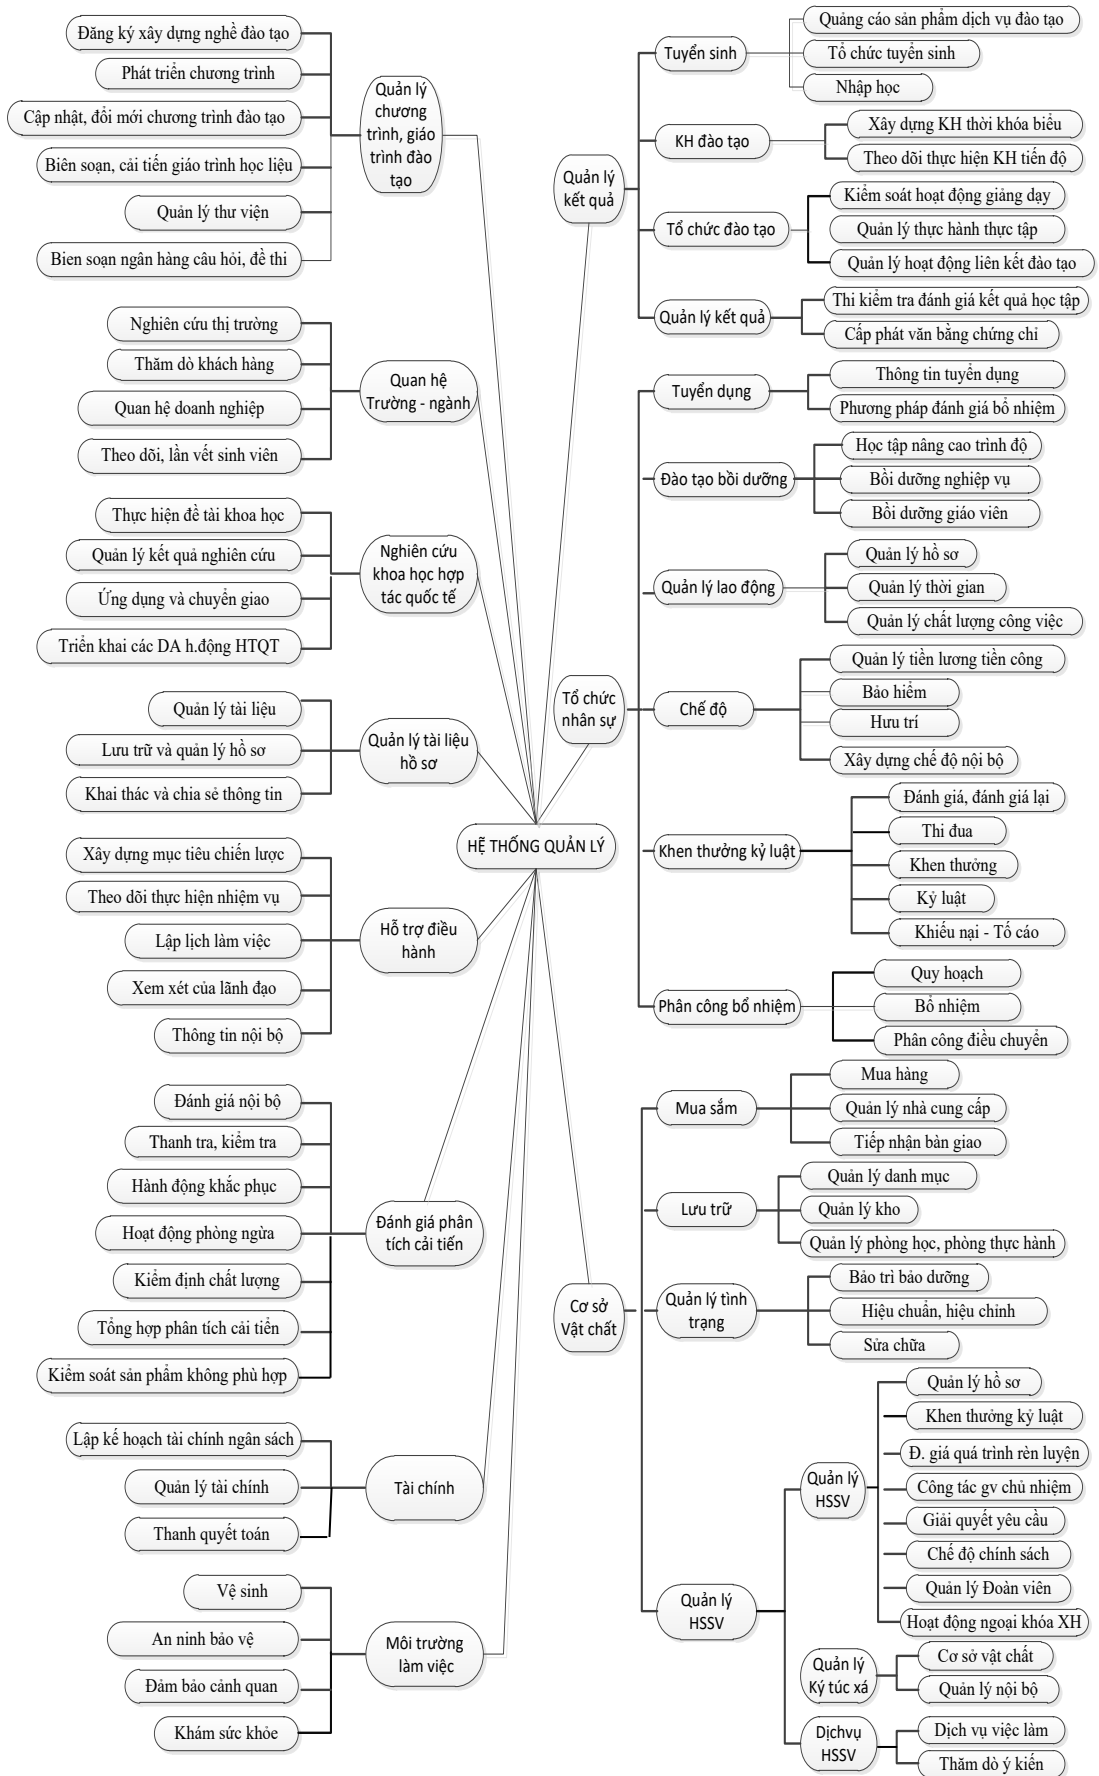 Đăng ký xây dựng nghề đào tạo
Phát triển chương trình
Cập nhật, đổi mới chương trình đào tạo
Biên soạn, cải tiến giáo trình học liệu
Quản lý thư viện
Bien soạn ngân hàng câu hỏi, đề thi
Quản lý
chương
trình, giáo
trình đào
tạo
Nghiên cứu thị trường
Thăm dò khách hàng
Quan hệ doanh nghiệp
Theo dõi, lần vết sinh viên
Quan hệ
Trường - ngành
Thực hiện đề tài khoa học
Quản lý kết quả nghiên cứu
Ứng dụng và chuyển giao
Triển khai các DA h.động HTQT
Nghiên cứu
khoa học hợp
tác quốc tế
Quản lý tài liệu
Lưu trữ và quản lý hồ sơ
Khai thác và chia sẻ thông tin
Quản lý tài liệu
hồ sơ
Xây dựng mục tiêu chiến lược
Theo dõi thực hiện nhiệm vụ
Lập lịch làm việc
Xem xét của lãnh đạo
Thông tin nội bộ
Hỗ trợ điều
hành
Đánh giá nội bộ
Thanh tra, kiểm tra
Hành động khắc phục
Hoạt động phòng ngừa
Kiểm định chất lượng
Tổng hợp phân tích cải tiển
Kiểm soát sản phẩm không phù hợp
Đánh giá phân
tích cải tiến
Lập kế hoạch tài chính ngân sách
Quản lý tài chính
Thanh quyết toán
Tài chính
Vệ sinh
An ninh bảo vệ
Đảm bảo cảnh quan
Khám sức khỏe
Môi trường
làm việc
HỆ THỐNG QUẢN LÝ
Quản lý
kết quả
Tuyển sinh
Quảng cáo sản phẩm dịch vụ đào tạo
Tổ chức tuyển sinh
Nhập học
KH đào tạo
Xây dựng KH thời khóa biểu
Theo dõi thực hiện KH tiến độ
Tổ chức đào tạo
Kiểm soát hoạt động giảng dạy
Quản lý thực hành thực tập
Quản lý hoạt động liên kết đào tạo
Quản lý kết quả
Thi kiểm tra đánh giá kết quả học tập
Cấp phát văn bằng chứng chỉ
Tổ chức
nhân sự
Tuyển dụng
Thông tin tuyển dụng
Phương pháp đánh giá bổ nhiệm
Đào tạo bồi dưỡng
Học tập nâng cao trình độ
Bồi dưỡng nghiệp vụ
Bồi dưỡng giáo viên
Quản lý lao động
Quản lý hồ sơ
Quản lý thời gian
Quản lý chất lượng công việc
Chế độ
Quản lý tiền lương tiền công
Bảo hiểm
Hưu trí
Xây dựng chế độ nội bộ
Khen thưởng kỷ luật
Đánh giá, đánh giá lại
Thi đua
Khen thưởng
Kỷ luật
Khiếu nại - Tố cáo
Phân công bổ nhiệm
Quy hoạch
Bổ nhiệm
Phân công điều chuyển
Cơ sở
Vật chất
Mua sắm
Mua hàng
Quản lý nhà cung cấp
Tiếp nhận bàn giao
Lưu trữ
Quản lý danh mục
Quản lý kho
Quản lý phòng học, phòng thực hành
Quản lý tình
trạng
Bảo trì bảo dưỡng
Hiệu chuẩn, hiệu chinh
Sửa chữa
Quản lý
HSSV
Quản lý
HSSV
Quản lý hồ sơ
Khen thưởng kỷ luật
Đ. giá quá trình rèn luyện
Công tác gv chủ nhiệm
Giải quyết yêu cầu
Chế độ chính sách
Quản lý Đoàn viên
Hoạt động ngoại khóa XH
Quản lý
Ký túc xá
Cơ sở vật chất
Quản lý nội bộ
Dịchvụ
HSSV
Dịch vụ việc làm
Thăm dò ý kiến